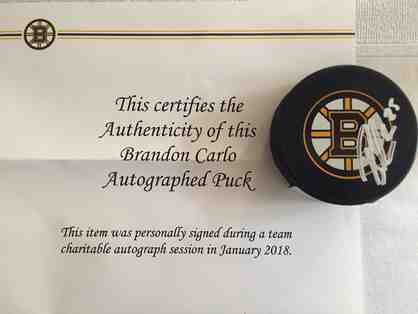 B
This certifies the
Authenticity of this
Brandon Carlo
Autographed Puck
This item was personally signed during a team
charitable autograph session in January 2018.
B
25